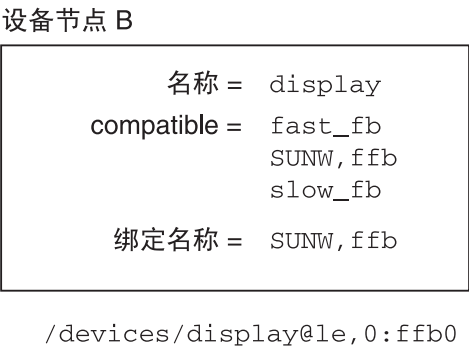 设备节点 B
名称 = display
compatible = fast_fb
SUNW,ffb
slow_fb
绑定名称 = SUNW,ffb
/devices/display@le,0:ffb0